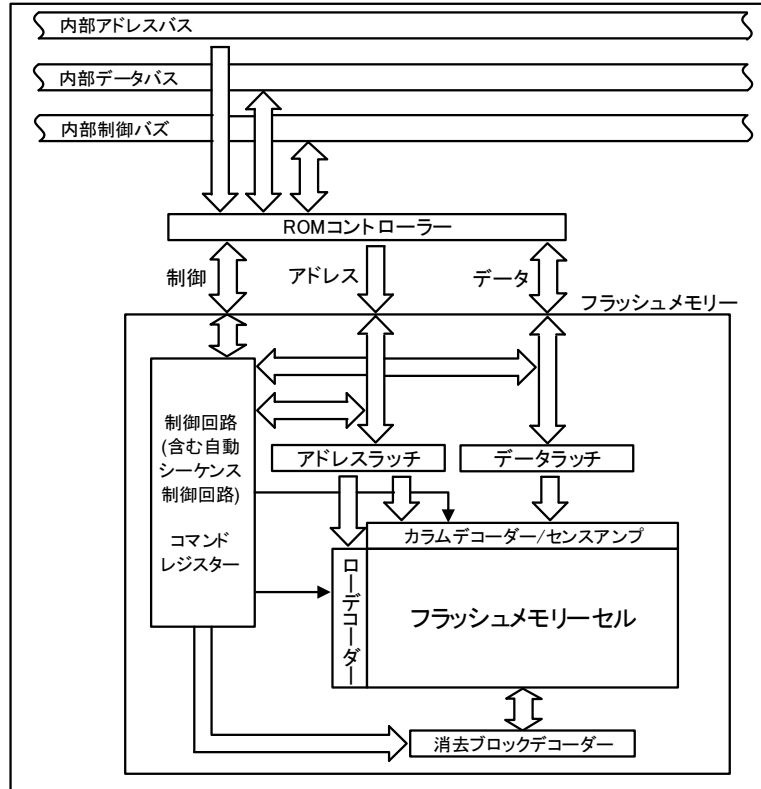 内部アドレスバス
内部データバス
内部制御バズ
ROMコントローラー
制御
アドレス
データ
フラッシュメモリー
制御回路
(含む自動
シーケンス
制御回路)
コマンド
レジスター
アドレスラッチ
データラッチ
カラムデコーダー/センスアンプ
ローデコーダー
フラッシュメモリーセル
消去ブロックデコーダー